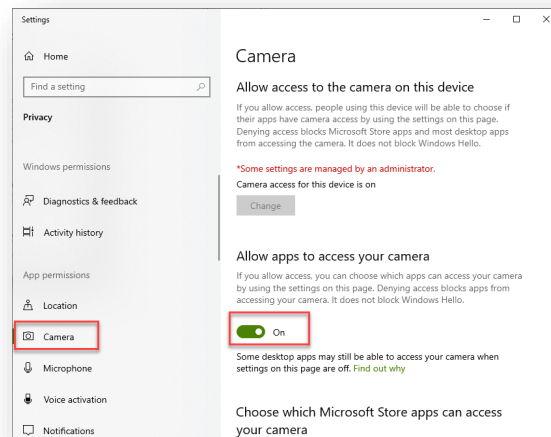 Settings
Home
Find a setting
Privacy
Windows permissions
Diagnostics & feedback
Activity history
App permissions
Location
Camera
Microphone
Voice activation
Notifications
Camera
Allow access to the camera on this device
If you allow access, people using this device will be able to choose if
their apps have camera access by using the settings on this page.
Denying access blocks Microsoft Store apps and most desktop apps
from accessing the camera. It does not block Windows Hello.
*Some settings are managed by an administrator.
Camera access for this device is on
Change
Allow apps to access your camera
If you allow access, you can choose which apps can access your camera
by using the settings on this page. Denying access blocks apps from
accessing your camera. It does not block Windows Hello.
On
Some desktop apps may still be able to access your camera when
settings on this page are off. Find out why
Choose which Microsoft Store apps can access
your camera